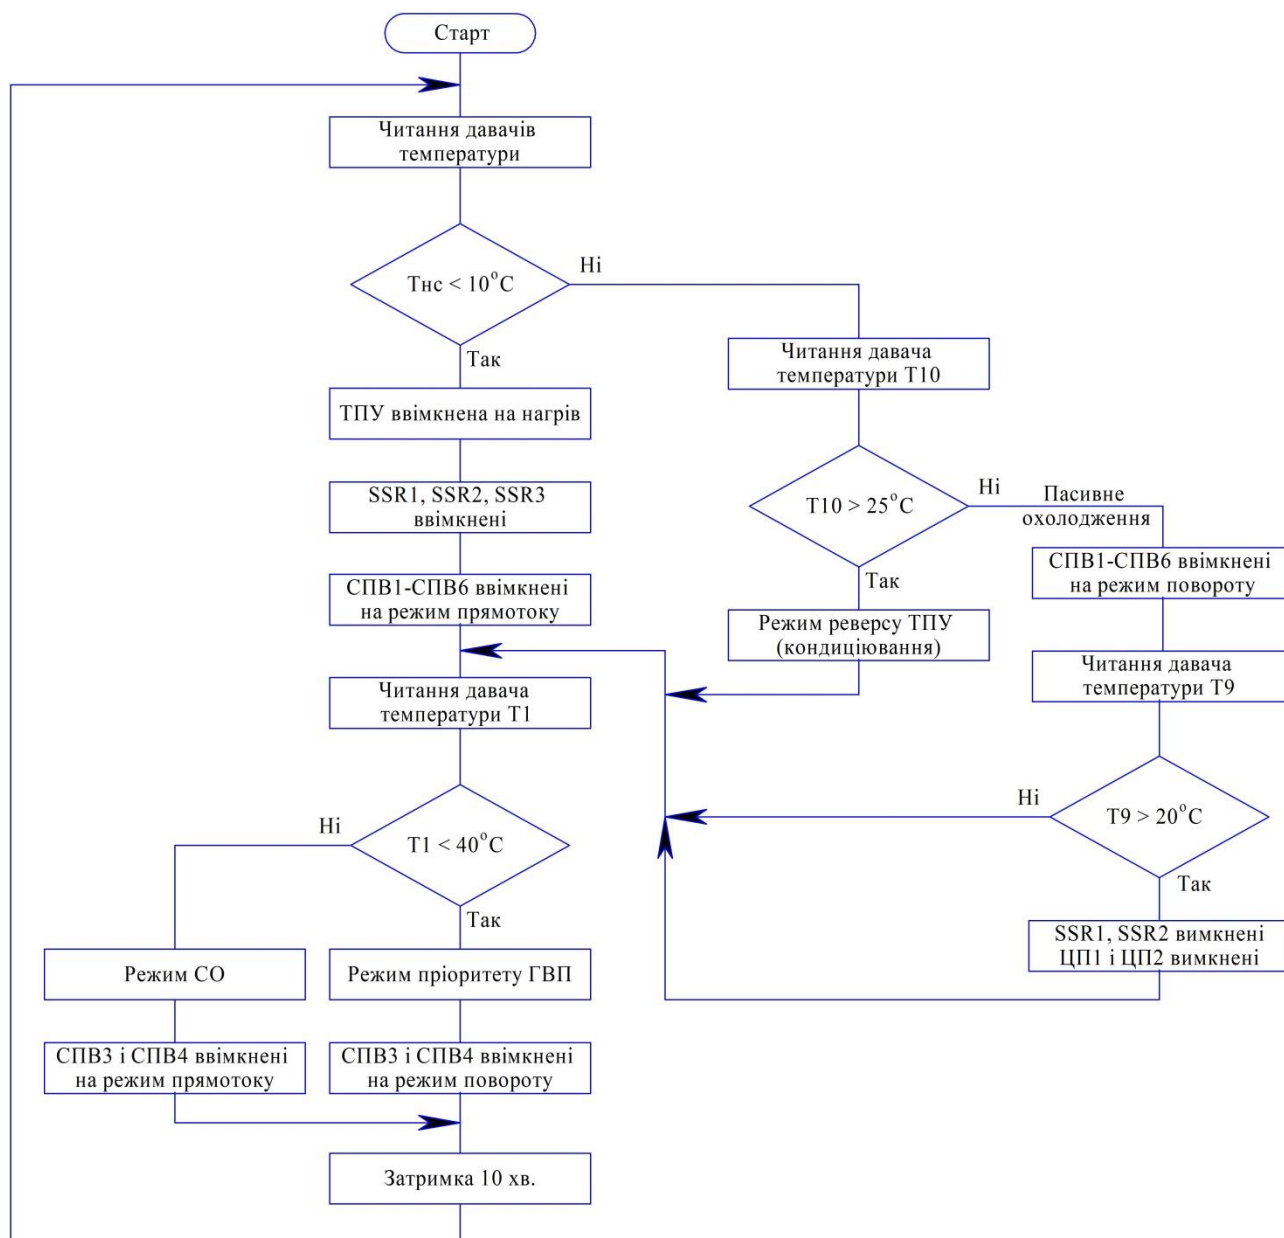 Старт
Читання давачів
температури
Тнс < 10°C
Ні
Так
ТПУ ввімкнена на нагрів
SSR1, SSR2, SSR3
ввімкнені
СПВ1-СПВ6 ввімкнені
на режим прямотоку
Читання давача
температури Т10
Т10 > 25°C
Ні
Пасивне
охолодження
Так
Режим реверсу ТПУ
(кондиціювання)
СПВ1-СПВ6 ввімкнені
на режим повороту
Читання давача
температури Т9
Т9 > 20°C
Ні
Так
SSR1, SSR2 вимкнені
ЦП1 і ЦП2 вимкнені
Читання давача
температури Т1
Т1 < 40°C
Ні
Так
Режим СО
СПВ3 і СПВ4 ввімкнені
на режим прямотоку
Режим пріоритету ГВП
СПВ3 і СПВ4 ввімкнені
на режим повороту
Затримка 10 хв.